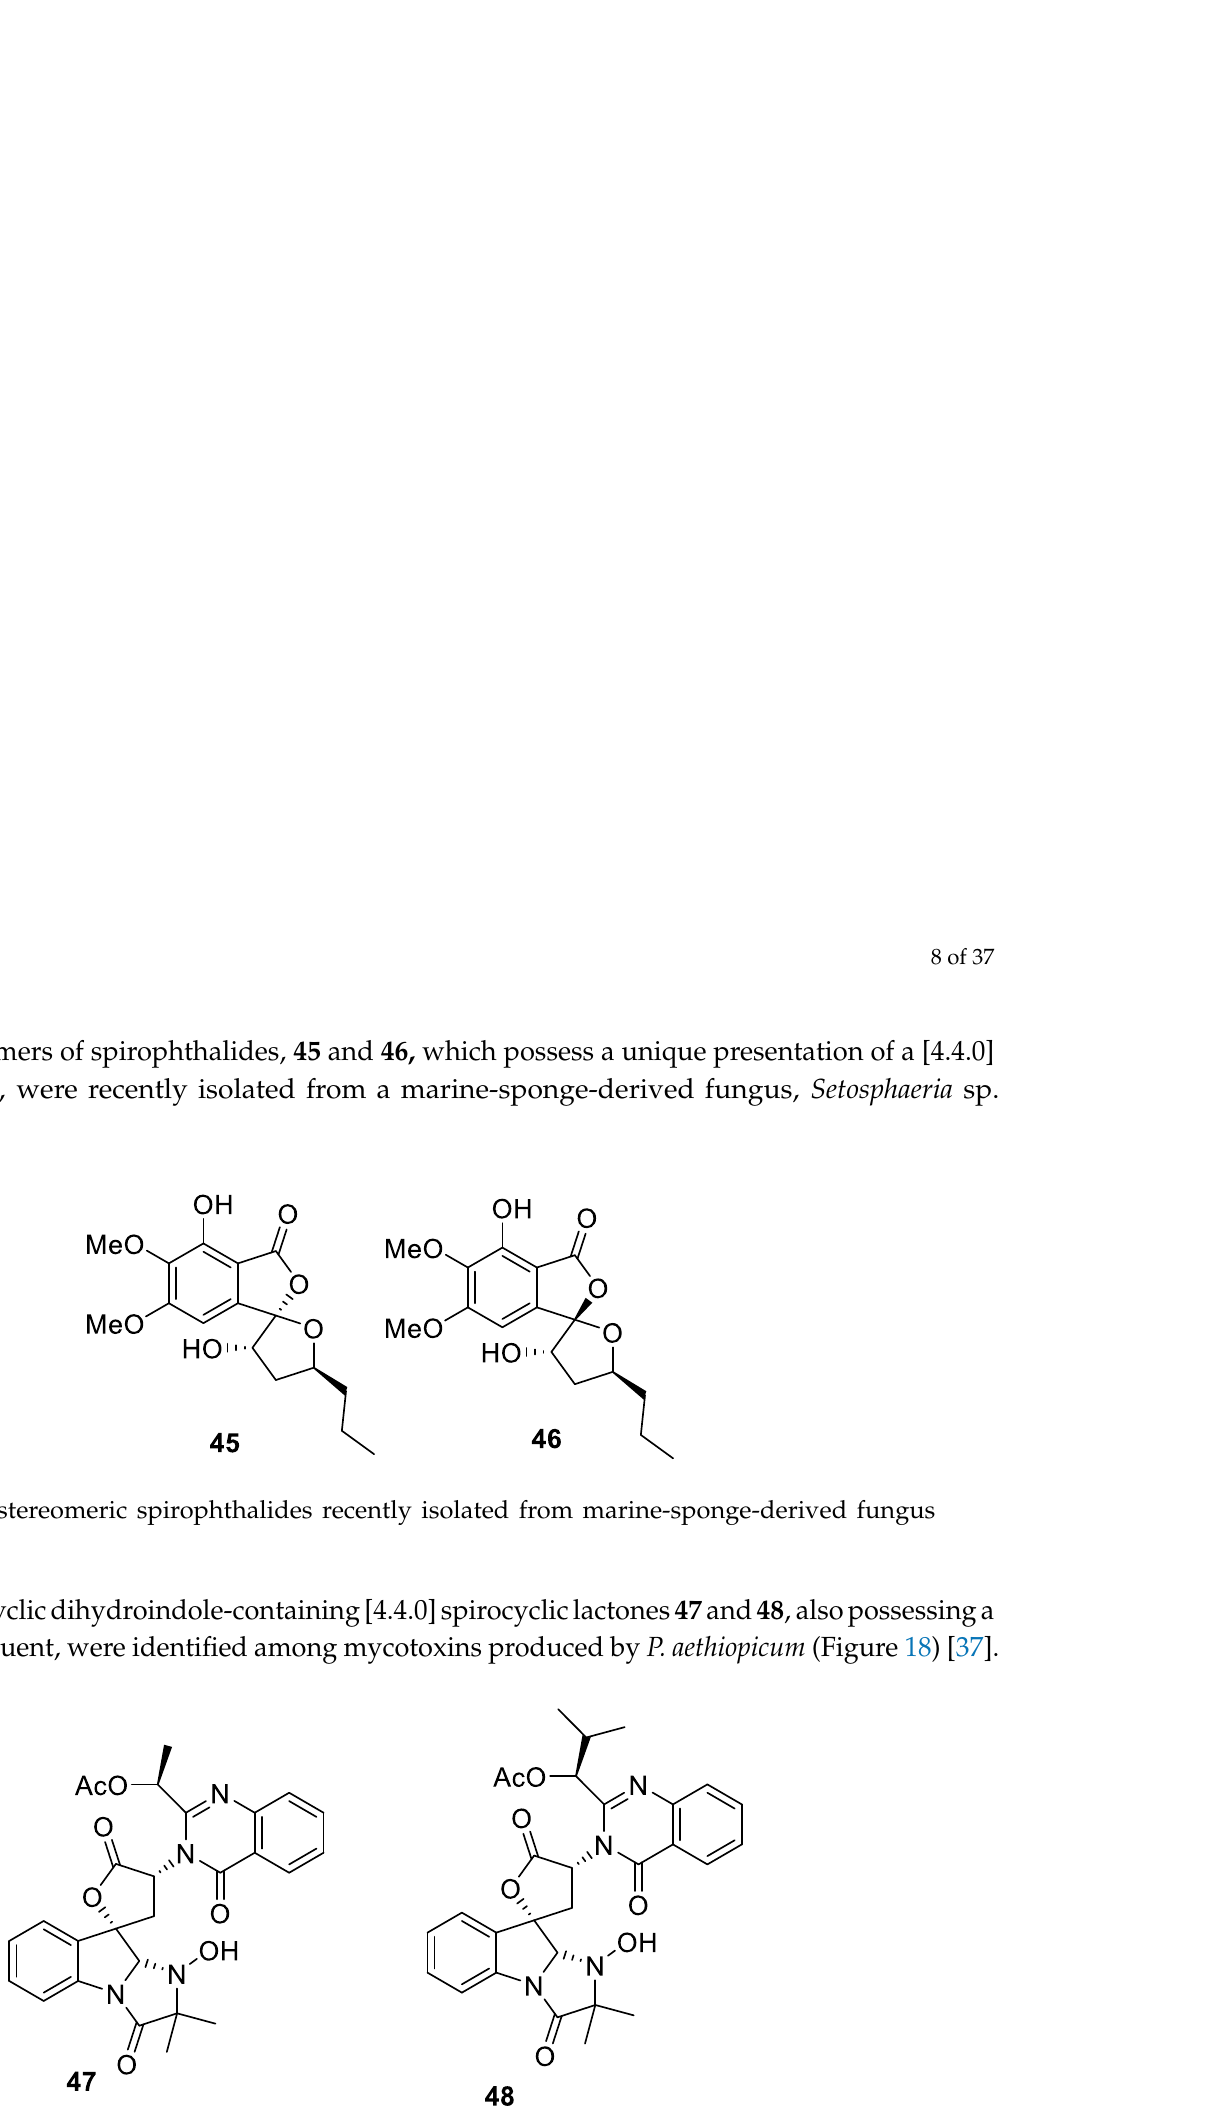 8 of 37
mers of spirophthalides, 45 and 46, which possess a unique presentation of a [4.4.0]
, were recently isolated from a marine-sponge-derived fungus, Setosphaeria sp.
OH
O
MeO
O
MeO
O
HO
45
OH
O
MeO
O
MeO
O
HO
46
stereomeric spirophthalides recently isolated from marine-sponge-derived fungus
yclic dihydroindole-containing [4.4.0] spirocyclic lactones 47 and 48, also possessing a
uent, were identified among mycotoxins produced by P. aethiopicum (Figure 18) [37].
AcO
N
O
N
O
O
OH
N
N
O
47
AcO
N
O
N
O
O
OH
N
N
O
48